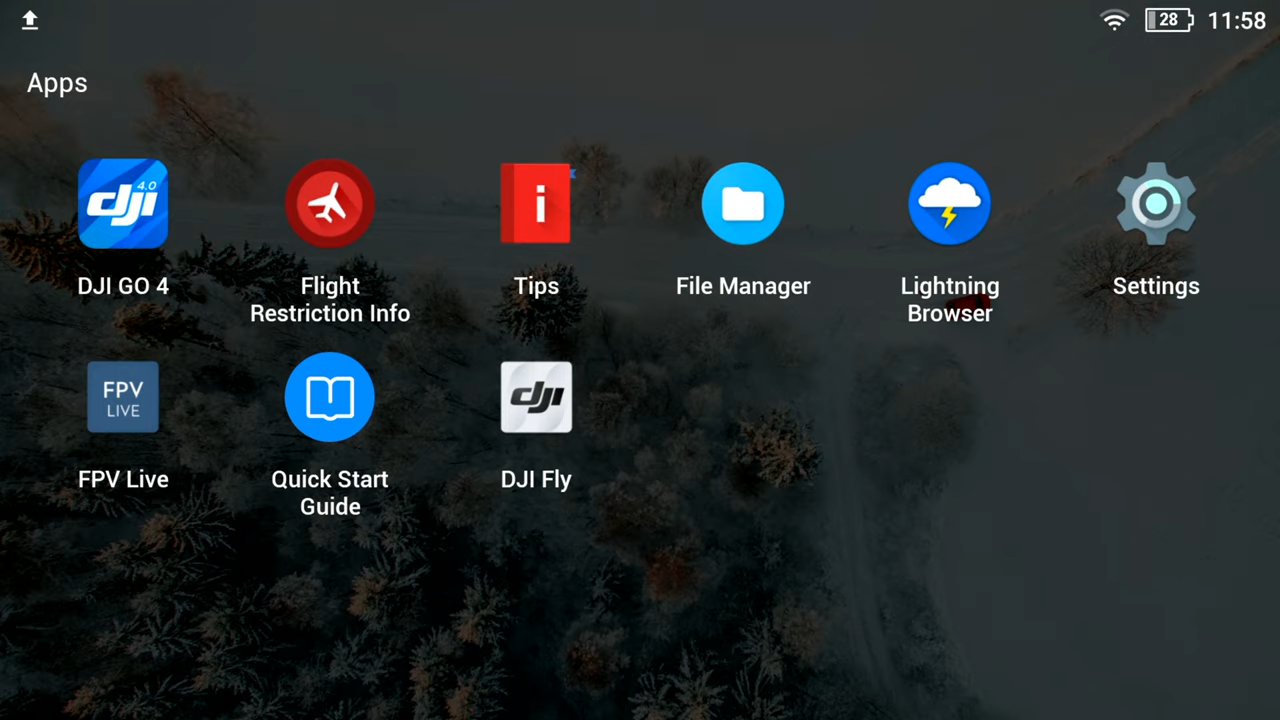 28 11:58
Apps
dji 4.0
i
DJI GO 4
Flight
Restriction Info
Tips
File Manager
Lightning
Browser
Settings
FPV
LIVE
dji
FPV Live
Quick Start
Guide
DJI Fly